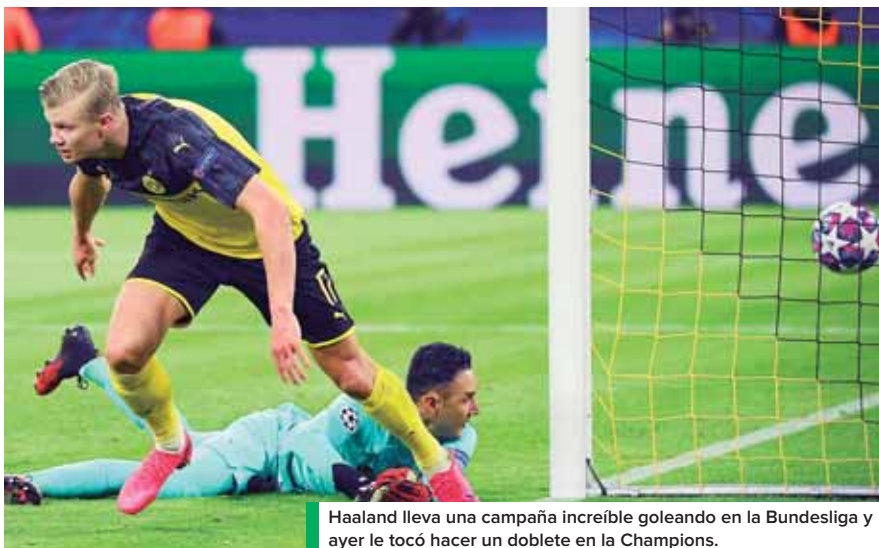 Heine
17
Haaland lleva una campaña increíble goleando en la Bundesliga y
ayer le tocó hacer un doblete en la Champions.